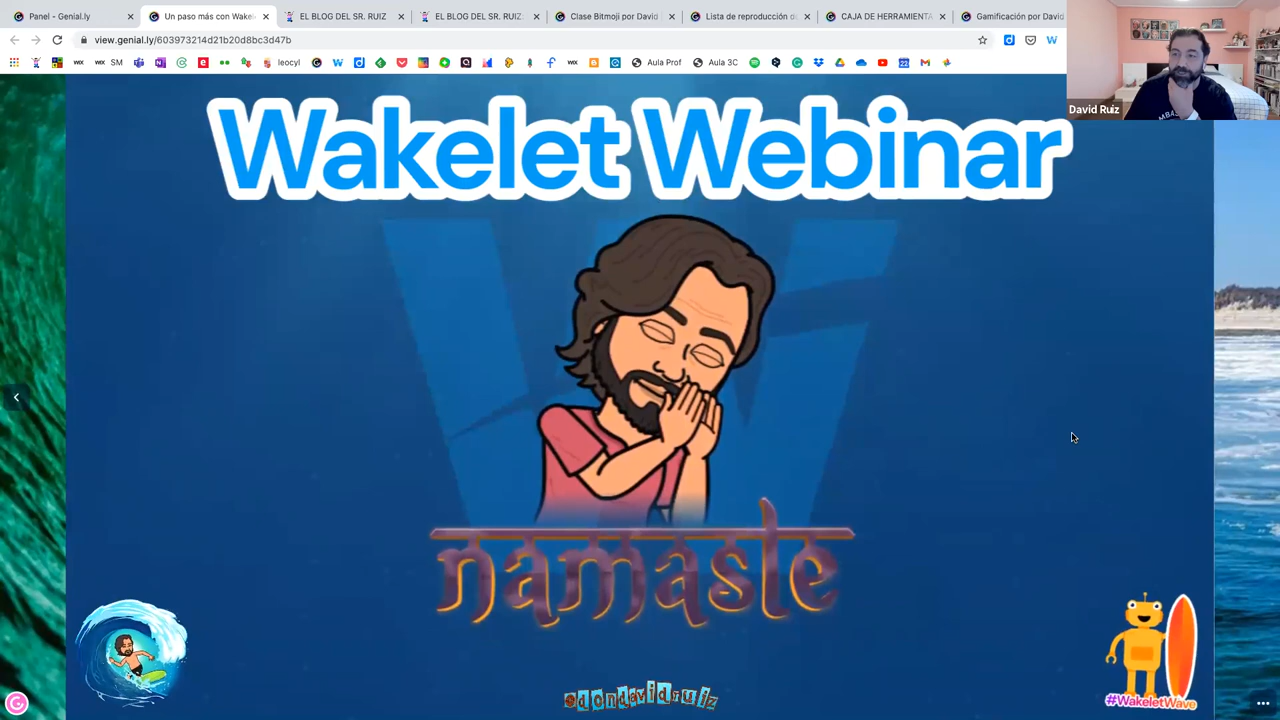 Panel - Genial.ly
Un paso más con Wakel
EL BLOG DEL SR. RUIZ
EL BLOG DEL SR. RUIZ:
Clase Bitmoji por David
Lista de reproducción
CAJA DE HERRAMIENTA
Gamificación por David
view.genial.ly/603973214d21b20d8bc3d47b
SM
leocyl
Aula Prof
Aula 3C
David Ruiz
Wakelet Webinar
namaste
@dondavidruiz
#WakeletWave